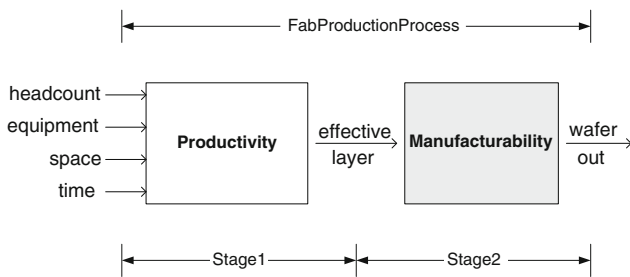 FabProductionProcess
headcount
equipment
space
time
Productivity
effective
layer
Manufacturability
wafer
out
Stage1
Stage2